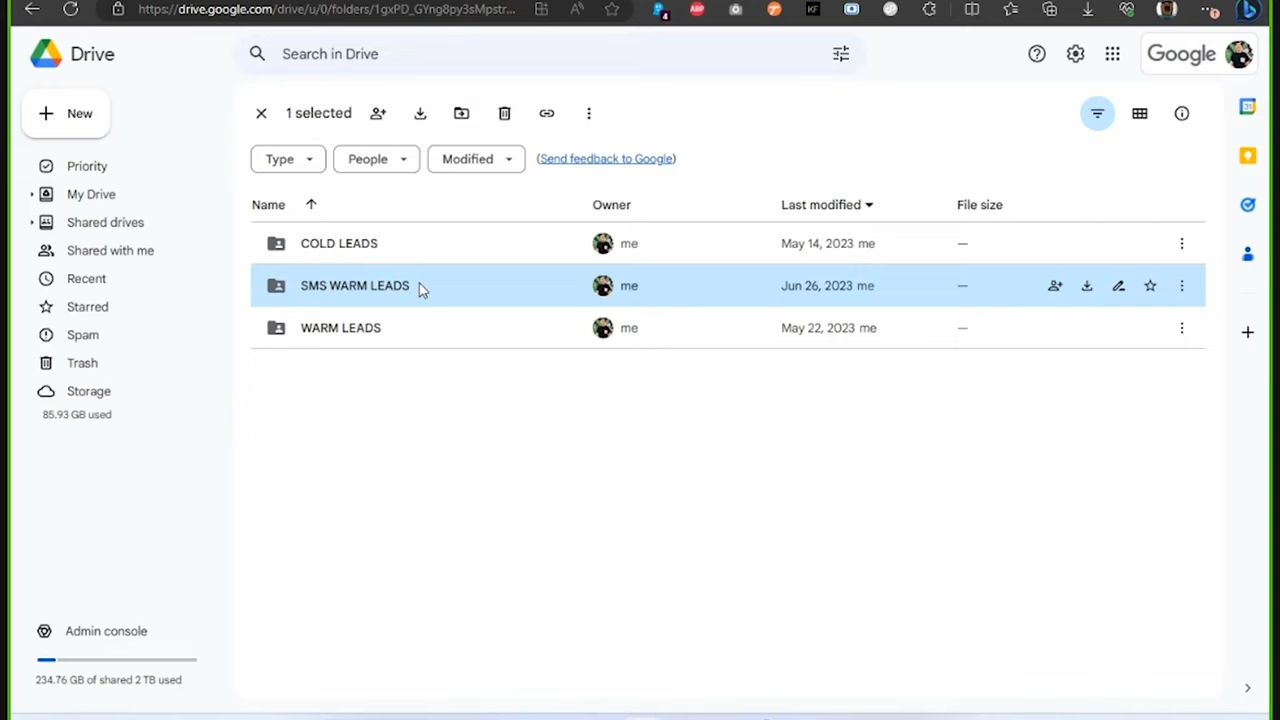 https://drive.google.com/drive/u/0/folders/1gxPD_GYng8py3sMpstr...
4
ABP
KF
Drive
Search in Drive
Google
New
1 selected
31
Type
People
Modified
(Send feedback to Google)
Priority
My Drive
Shared drives
Shared with me
Recent
Starred
Spam
Trash
Storage
85.93 GB used
Name
Owner
Last modified
File size
COLD LEADS
me
May 14, 2023 me
—
SMS WARM LEADS
me
Jun 26, 2023 me
—
WARM LEADS
me
May 22, 2023 me
—
Admin console
234.76 GB of shared 2 TB used